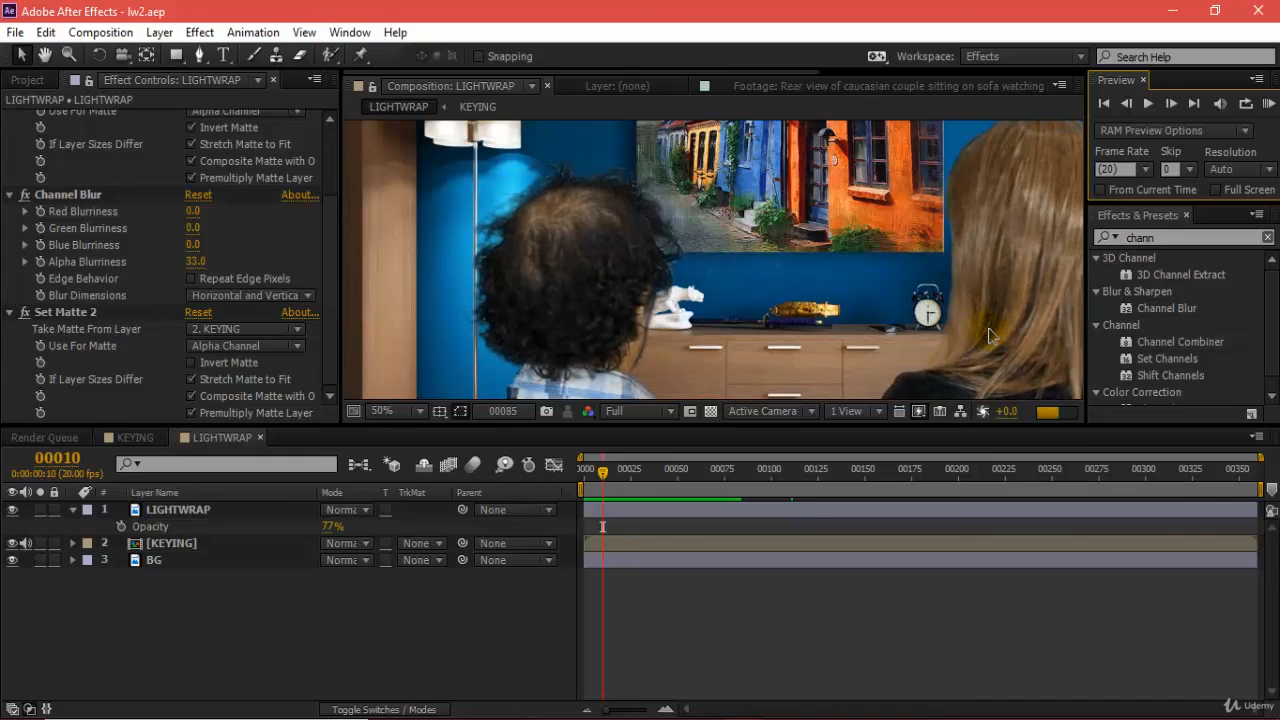 Ae Adobe After Effects - lw2.aep
File Edit Composition Layer Effect Animation View Window Help
T Snapping Workspace: Effects Search Help
Project Effect Controls: LIGHTWRAP Composition: LIGHTWRAP Layer: (none) Footage: Rear view of caucasian couple sitting on sofa watching Preview
LIGHTWRAP • LIGHTWRAP LIGHTWRAP KEYING
Use For Matte Alpha Channel
Invert Matte
If Layer Sizes Differ Stretch Matte to Fit
Composite Matte with O
Premultiply Matte Layer
fx Channel Blur Reset About...
Red Blurriness 0.0
Green Blurriness 0.0
Blue Blurriness 0.0
Alpha Blurriness 33.0
Edge Behavior Repeat Edge Pixels
Blur Dimensions Horizontal and Vertica
fx Set Matte 2 Reset About...
Take Matte From Layer 2. KEYING
Use For Matte Alpha Channel
Invert Matte
If Layer Sizes Differ Stretch Matte to Fit
Composite Matte with O
Premultiply Matte Layer
RAM Preview Options
Frame Rate Skip Resolution
(20) 0 Auto
From Current Time Full Screen
Effects & Presets
chann
3D Channel
3D Channel Extract
Blur & Sharpen
Channel Blur
Channel
Channel Combiner
Set Channels
Shift Channels
Color Correction
50% 00085 Full Active Camera 1 View +0.0
Render Queue KEYING LIGHTWRAP
00010
0:00:00:10 (20.00 fps)
0000 00025 00050 00075 00100 00125 00150 00175 00200 00225 00250 00275 00300 00325 00350
# Layer Name Mode T TrkMat Parent
1 LIGHTWRAP Norma None
Opacity 77%
2 [KEYING] Norma None None
3 BG Norma None None
Toggle Switches / Modes
Udemy